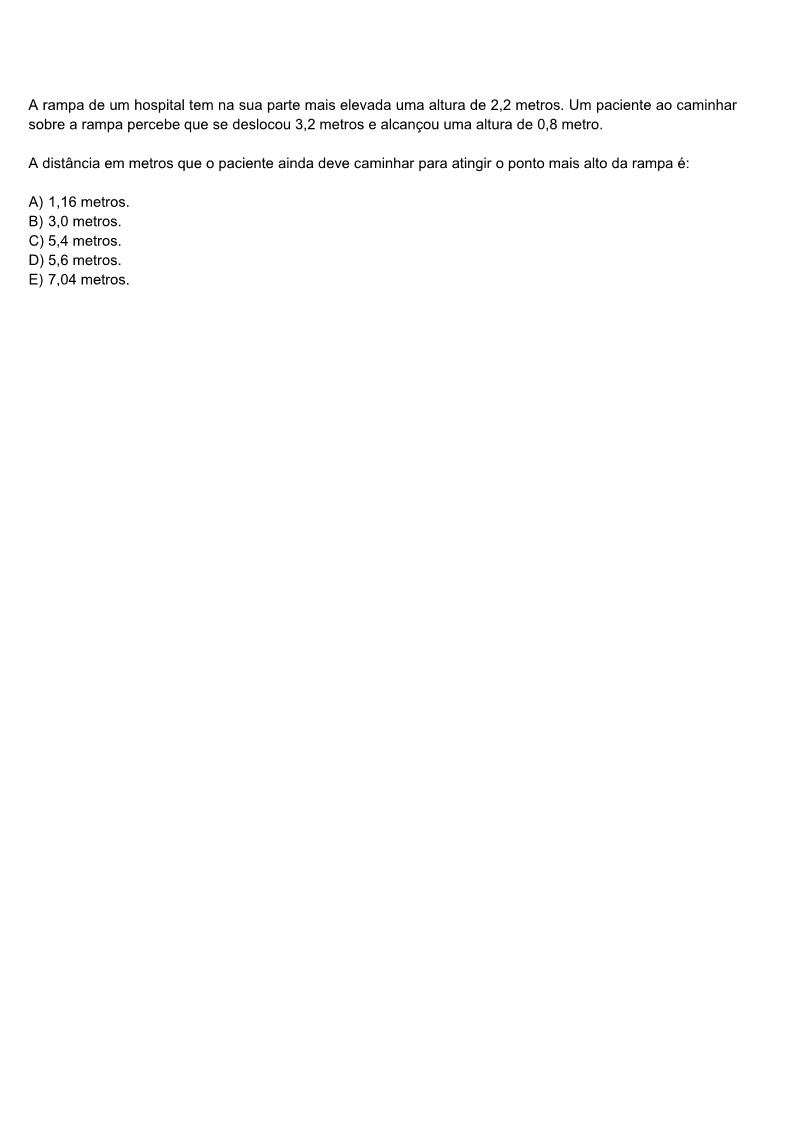 A rampa de um hospital tem na sua parte mais elevada uma altura de 2,2 metros. Um paciente ao caminhar
sobre a rampa percebe que se deslocou 3,2 metros e alcançou uma altura de 0,8 metro.
A distância em metros que o paciente ainda deve caminhar para atingir o ponto mais alto da rampa é:
A) 1,16 metros.
B) 3,0 metros.
C) 5,4 metros.
D) 5,6 metros.
E) 7,04 metros.